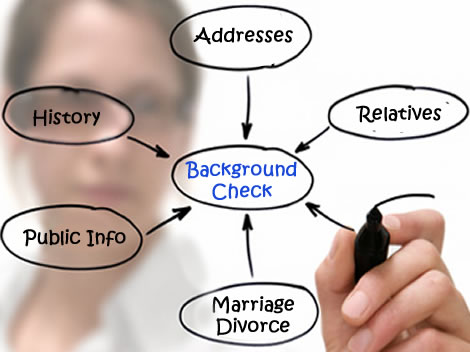 Addresses
History
Relatives
Background
Check
Public Info
Marriage
Divorce